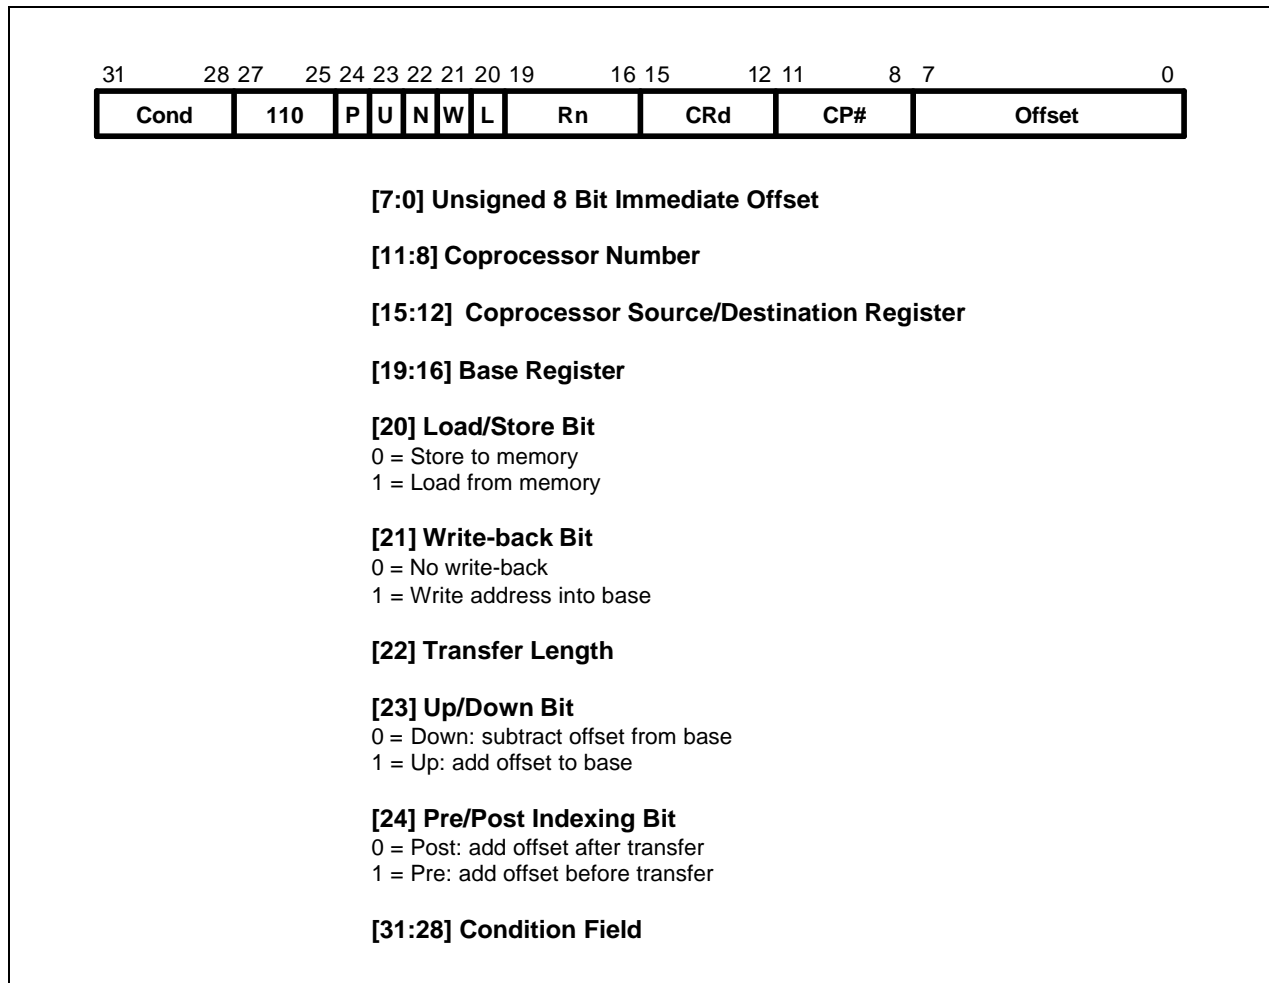 31 28 27 25 24 23 22 21 20 19 16 15 12 11 8 7 0
Cond 110 P U N W L Rn CRd CP# Offset
[7:0] Unsigned 8 Bit Immediate Offset
[11:8] Coprocessor Number
[15:12] Coprocessor Source/Destination Register
[19:16] Base Register
[20] Load/Store Bit
0 = Store to memory
1 = Load from memory
[21] Write-back Bit
0 = No write-back
1 = Write address into base
[22] Transfer Length
[23] Up/Down Bit
0 = Down: subtract offset from base
1 = Up: add offset to base
[24] Pre/Post Indexing Bit
0 = Post: add offset after transfer
1 = Pre: add offset before transfer
[31:28] Condition Field